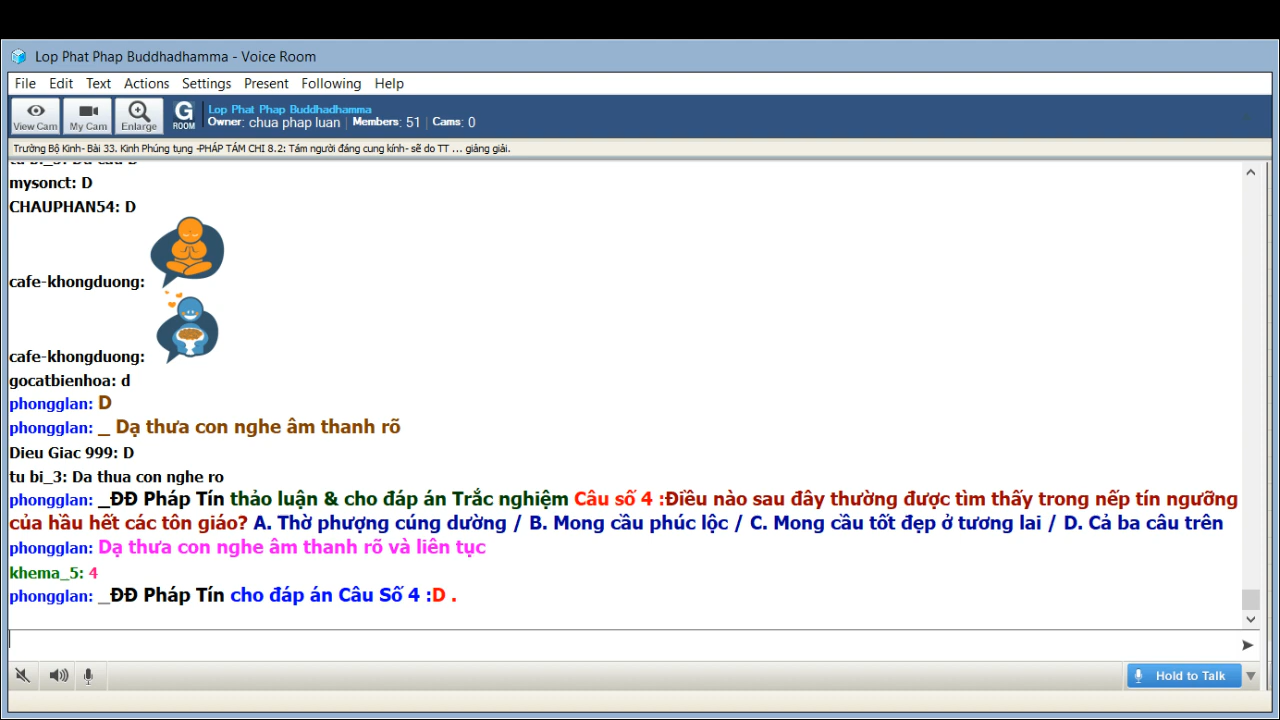 Lop Phat Phap Buddhadhamma - Voice Room
File Edit Text Actions Settings Present Following Help
View Cam My Cam Enlarge G ROOM Lop Phat Phap Buddhadhamma
Owner: chua phap luan | Members: 51 | Cams: 0
Trường Bộ Kinh- Bài 33. Kinh Phúng tụng -PHÁP TÁM CHI 8.2: Tám người đáng cung kính- sẽ do TT ... giảng giải.
mysonct: D
CHAUPHAN54: D
cafe-khongduong:
cafe-khongduong:
gocatbienhoa: d
phongglan: D
phongglan: _ Dạ thưa con nghe âm thanh rõ
Dieu Giac 999: D
tu bi_3: Da thua con nghe ro
phongglan: _ĐĐ Pháp Tín thảo luận & cho đáp án Trắc nghiệm Câu số 4 :Điều nào sau đây thường được tìm thấy trong nếp tín ngưỡng
của hầu hết các tôn giáo? A. Thờ phượng cúng dường / B. Mong cầu phúc lộc / C. Mong cầu tốt đẹp ở tương lai / D. Cả ba câu trên
phongglan: Dạ thưa con nghe âm thanh rõ và liên tục
khema_5: 4
phongglan: _ĐĐ Pháp Tín cho đáp án Câu Số 4 :D .
Hold to Talk